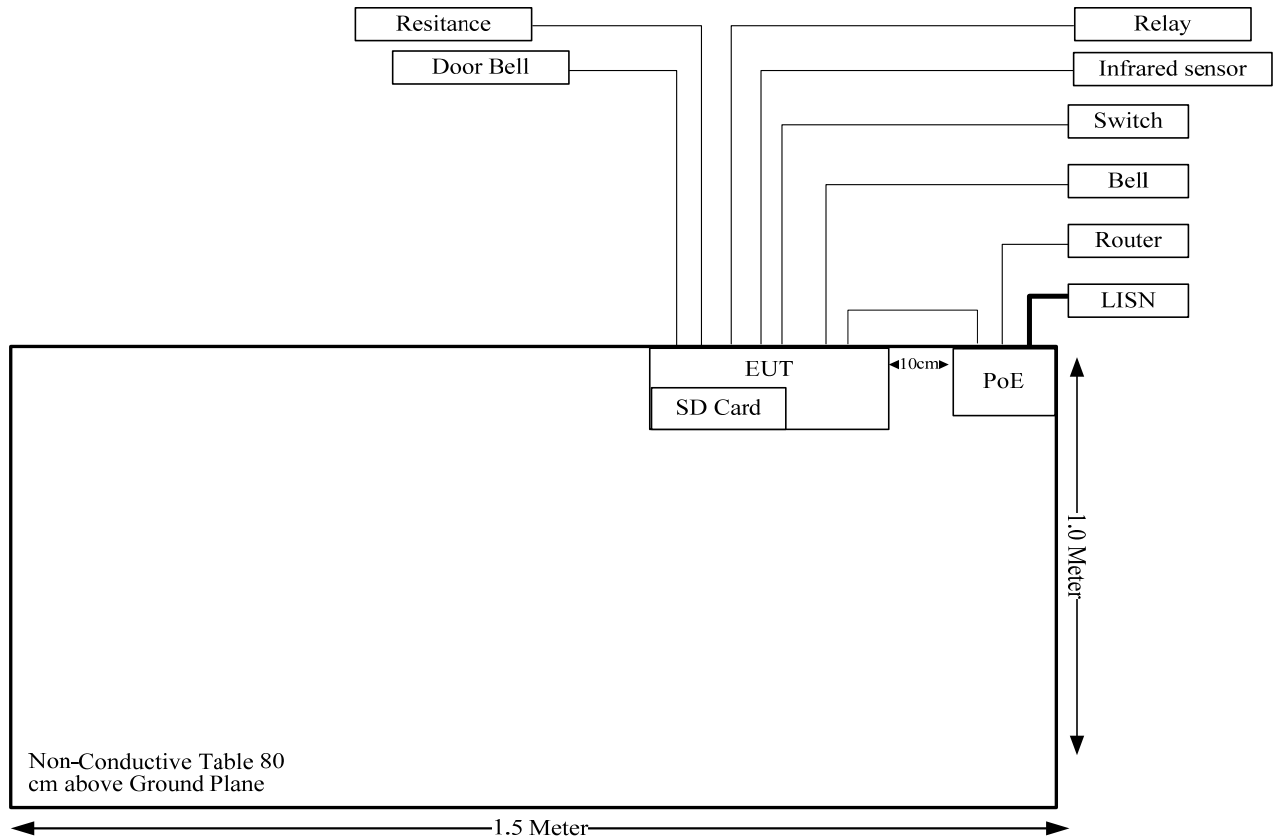 Resitance
Relay
Door Bell
Infrared sensor
Switch
Bell
Router
LISN
EUT
10cm
PoE
SD Card
1.0 Meter
Non-Conductive Table 80
cm above Ground Plane
1.5 Meter